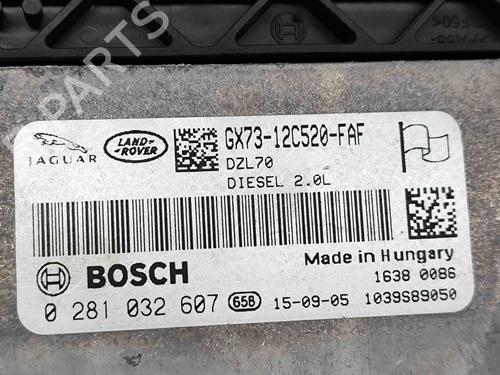 JAGUAR
LAND-
ROVER
GX73-12C520-FAF
DZL70
DIESEL 2.0L
BOSCH
Made in Hungary
1638 0086
0 281 032 607 658 15-09-05 1039S89050
PARTS